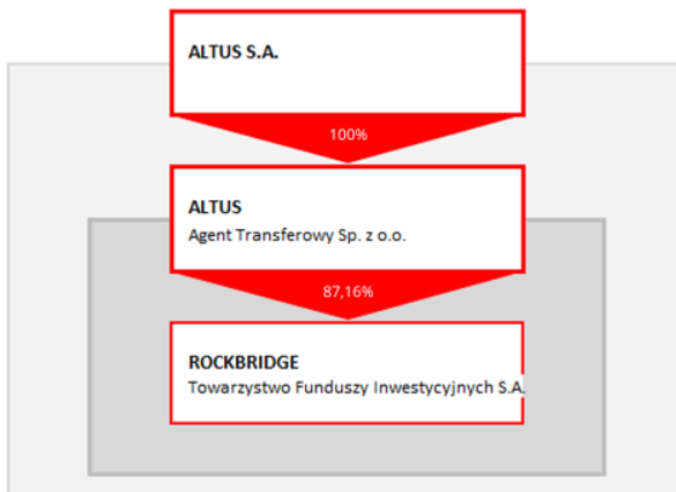 ALTUS S.A.
100%
ALTUS
Agent Transferowy Sp. z o.o.
87,16%
ROCKBRIDGE
Towarzystwo Funduszy Inwestycyjnych S.A.